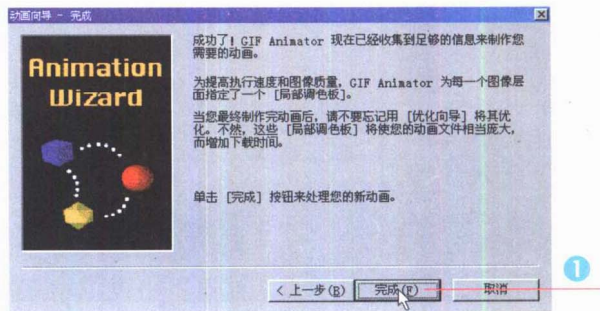 动画向导 - 完成
Animation
Wizard
成功了! GIF Animator 现在已经收集到足够的信息来制作您
需要的动画。
为提高执行速度和图像质量, GIF Animator 为每一个图像层
面指定了一个 [局部调色板]。
当您最终制作完动画后, 请不要忘记用 [优化向导] 将其优
化。不然, 这些 [局部调色板] 将使您的动画文件相当庞大,
而增加下载时间。
单击 [完成] 按钮来处理您的新动画。
< 上一步(B) 完成(F) 取消
1